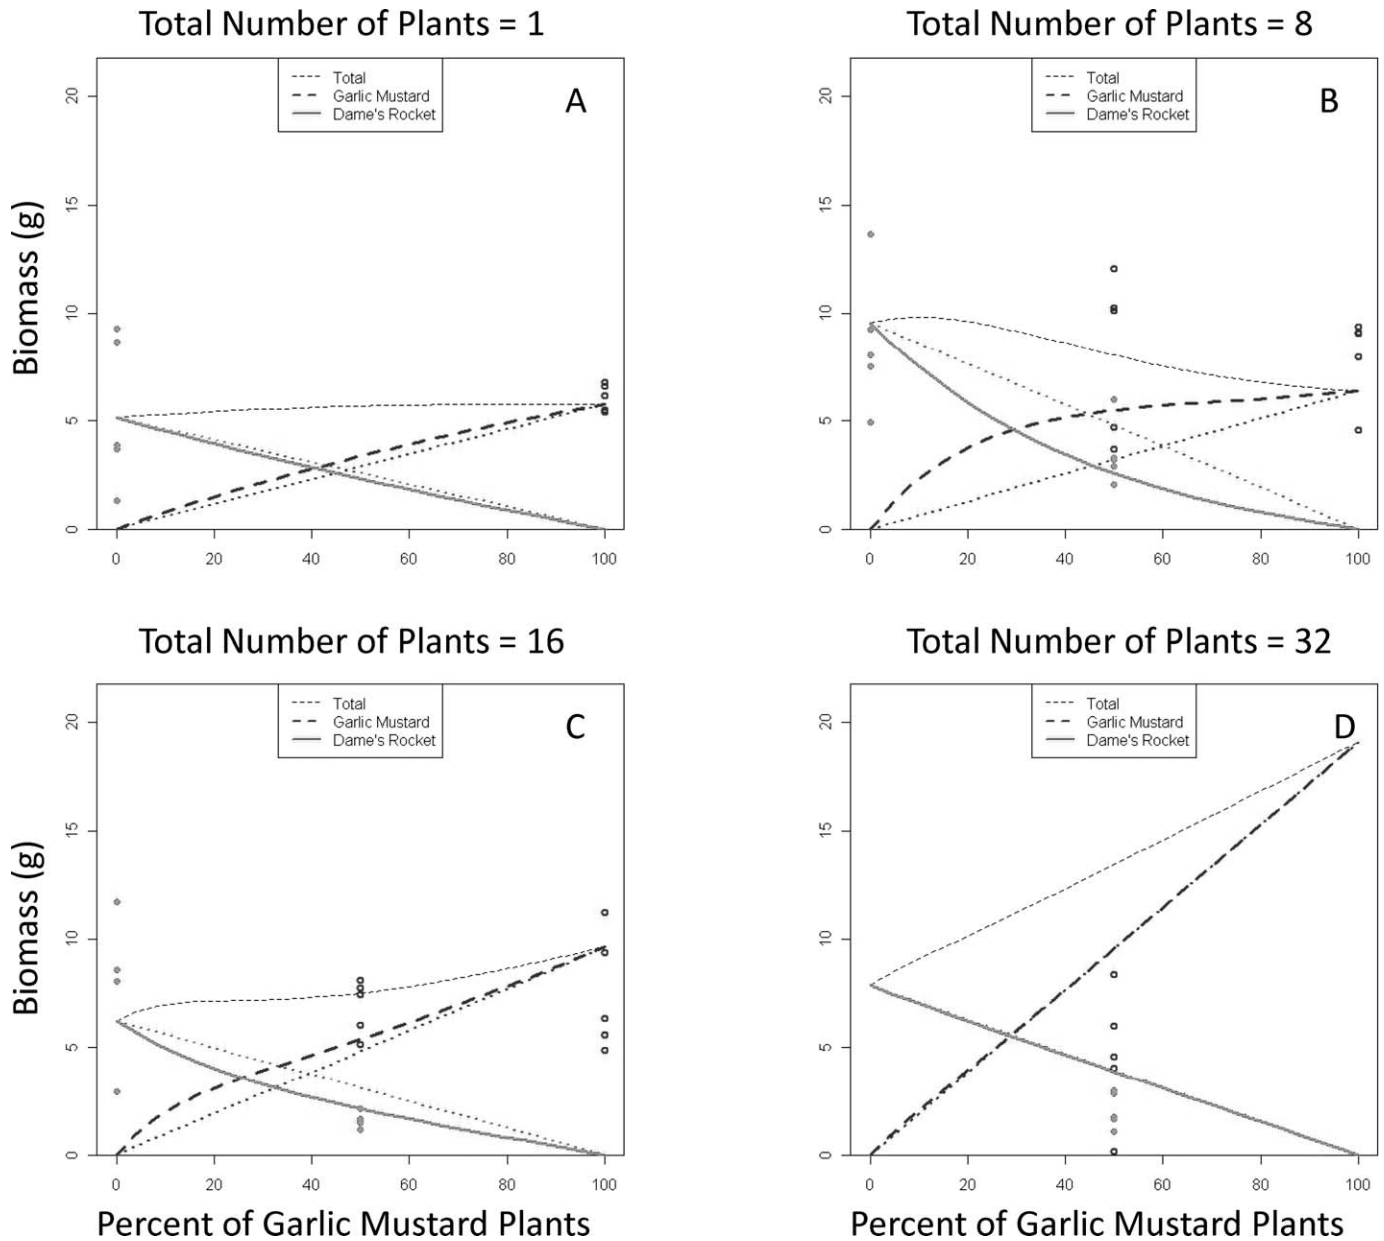 Total Number of Plants = 1
Total
Garlic Mustard
Dame's Rocket
A
20
15
10
5
0
Biomass (g)
0 20 40 60 80 100
Total Number of Plants = 8
Total
Garlic Mustard
Dame's Rocket
B
20
15
10
5
0
0 20 40 60 80 100
Total Number of Plants = 16
Total
Garlic Mustard
Dame's Rocket
C
20
15
10
5
0
Biomass (g)
0 20 40 60 80 100
Percent of Garlic Mustard Plants
Total Number of Plants = 32
Total
Garlic Mustard
Dame's Rocket
D
20
15
10
5
0
0 20 40 60 80 100
Percent of Garlic Mustard Plants